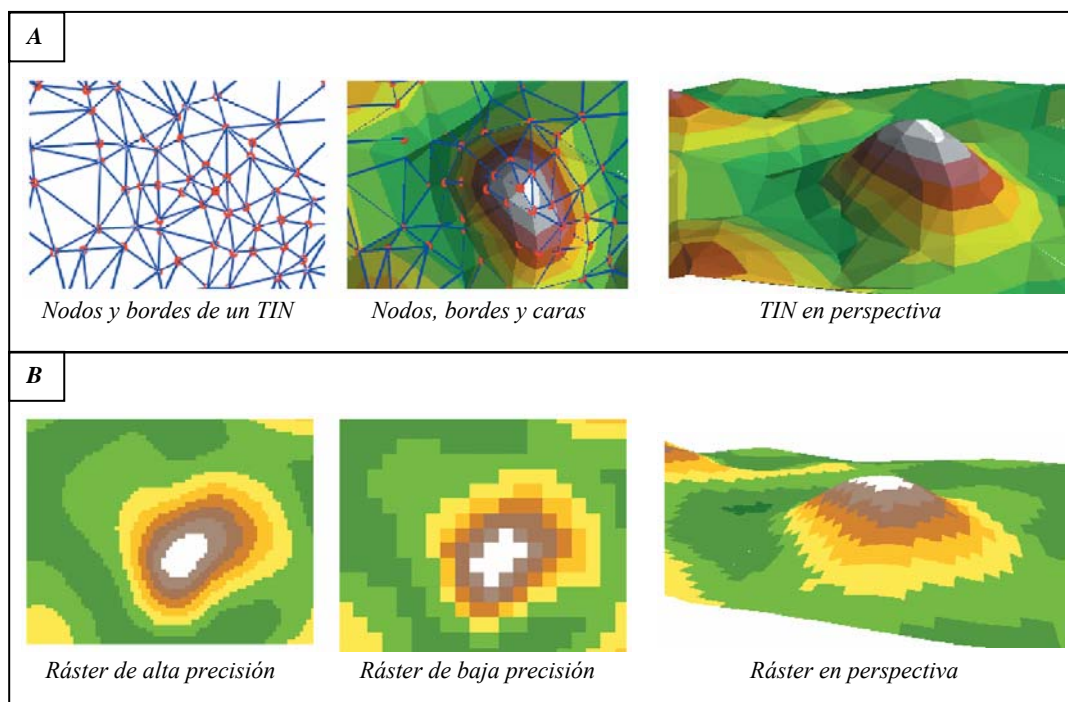 A
Nodos y bordes de un TIN
Nodos, bordes y caras
TIN en perspectiva
B
Ráster de alta precisión
Ráster de baja precisión
Ráster en perspectiva